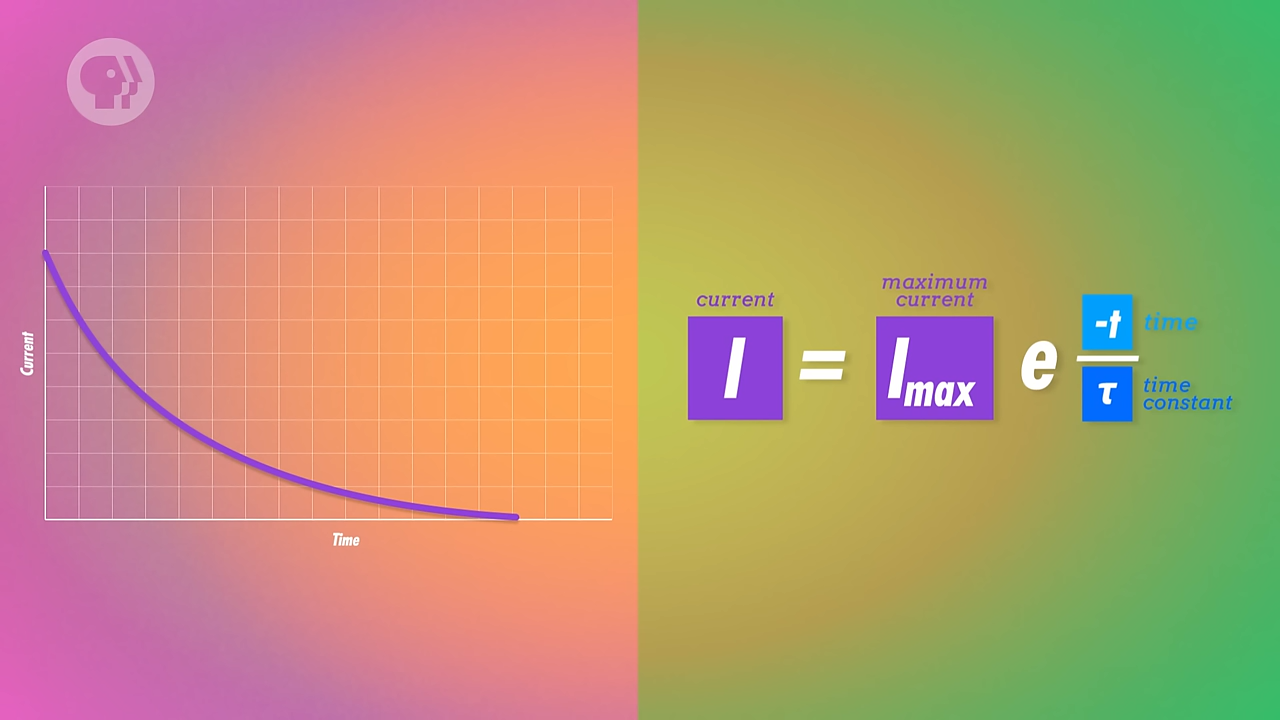 Current
Time
current
I
=
maximum
current
Imax
e
-t
time
τ
time
constant